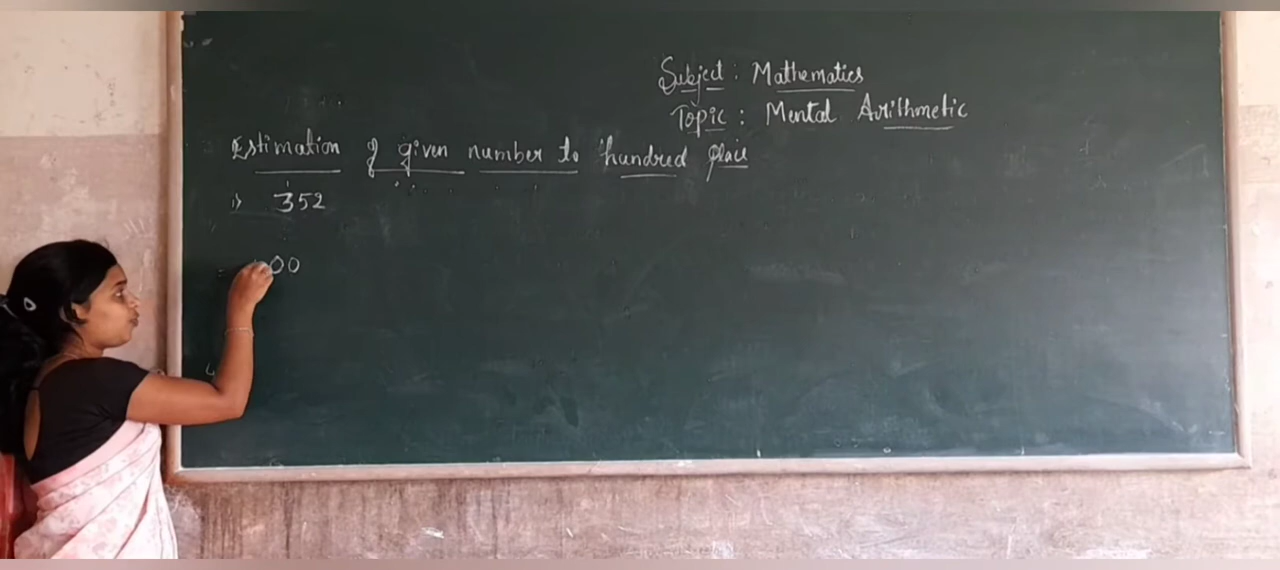 Subject : Mathematics
Topic : Mental Arithmetic
Estimation of given number to hundred place
1) 352
00